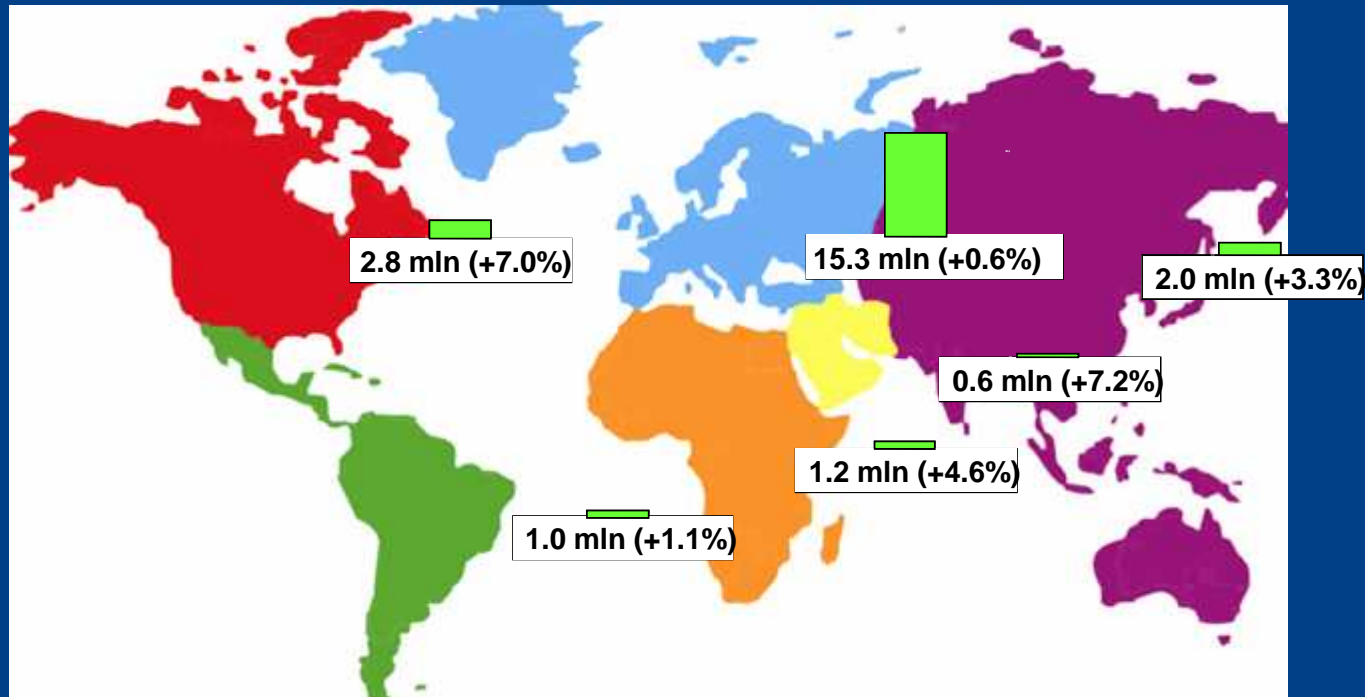 2.8 mln (+7.0%)
15.3 mln (+0.6%)
2.0 mln (+3.3%)
0.6 mln (+7.2%)
1.2 mln (+4.6%)
1.0 mln (+1.1%)